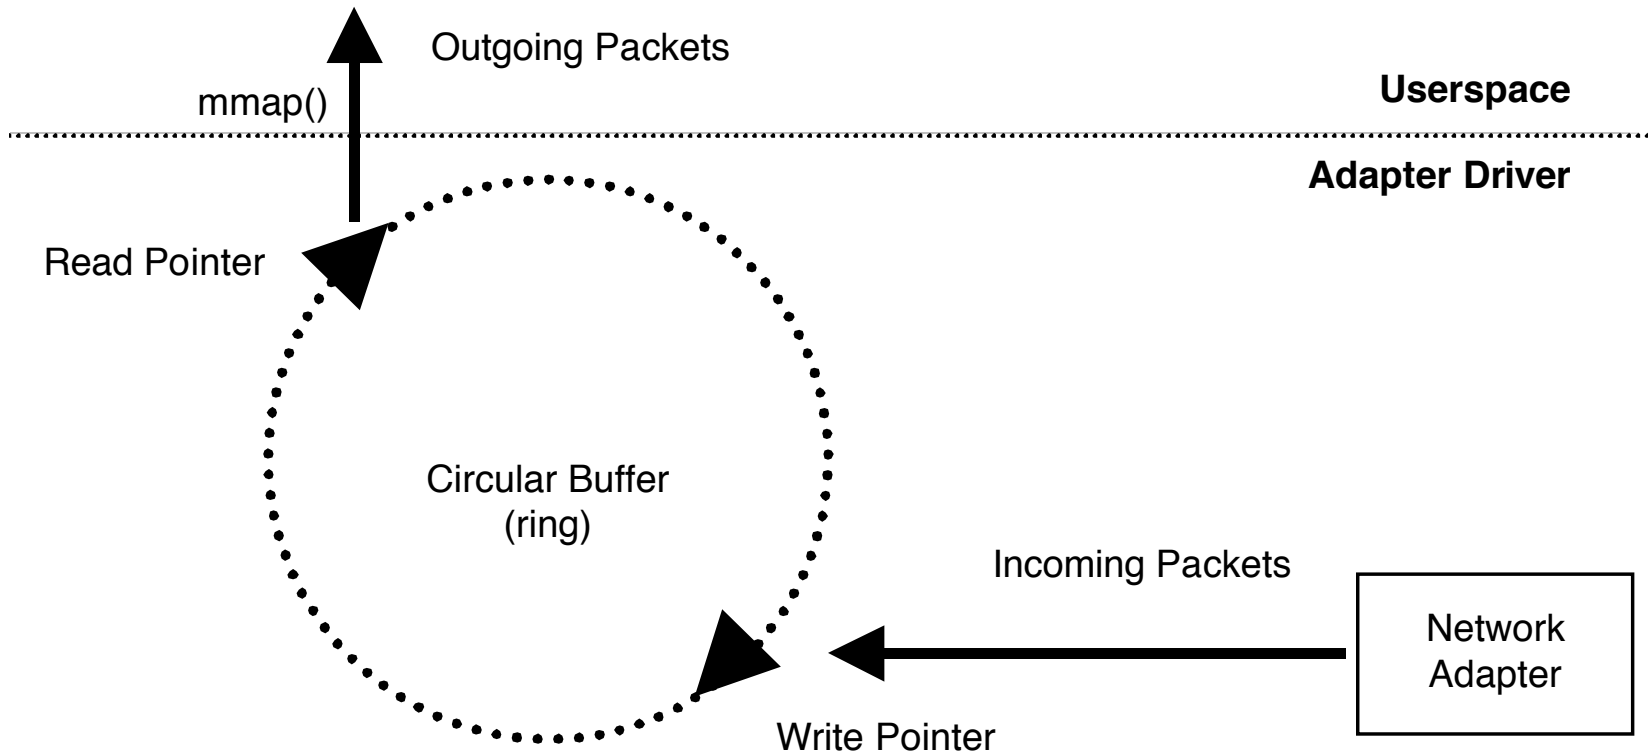 Outgoing Packets
mmap()
Userspace
Adapter Driver
Read Pointer
Circular Buffer
(ring)
Incoming Packets
Network
Adapter
Write Pointer